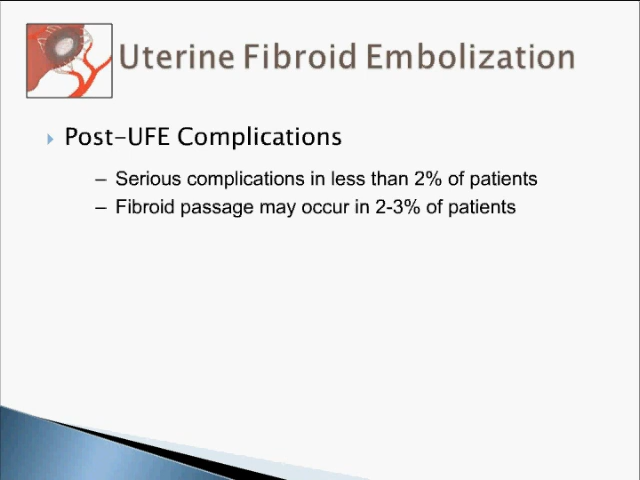 Uterine Fibroid Embolization
Post-UFE Complications
– Serious complications in less than 2% of patients
– Fibroid passage may occur in 2-3% of patients